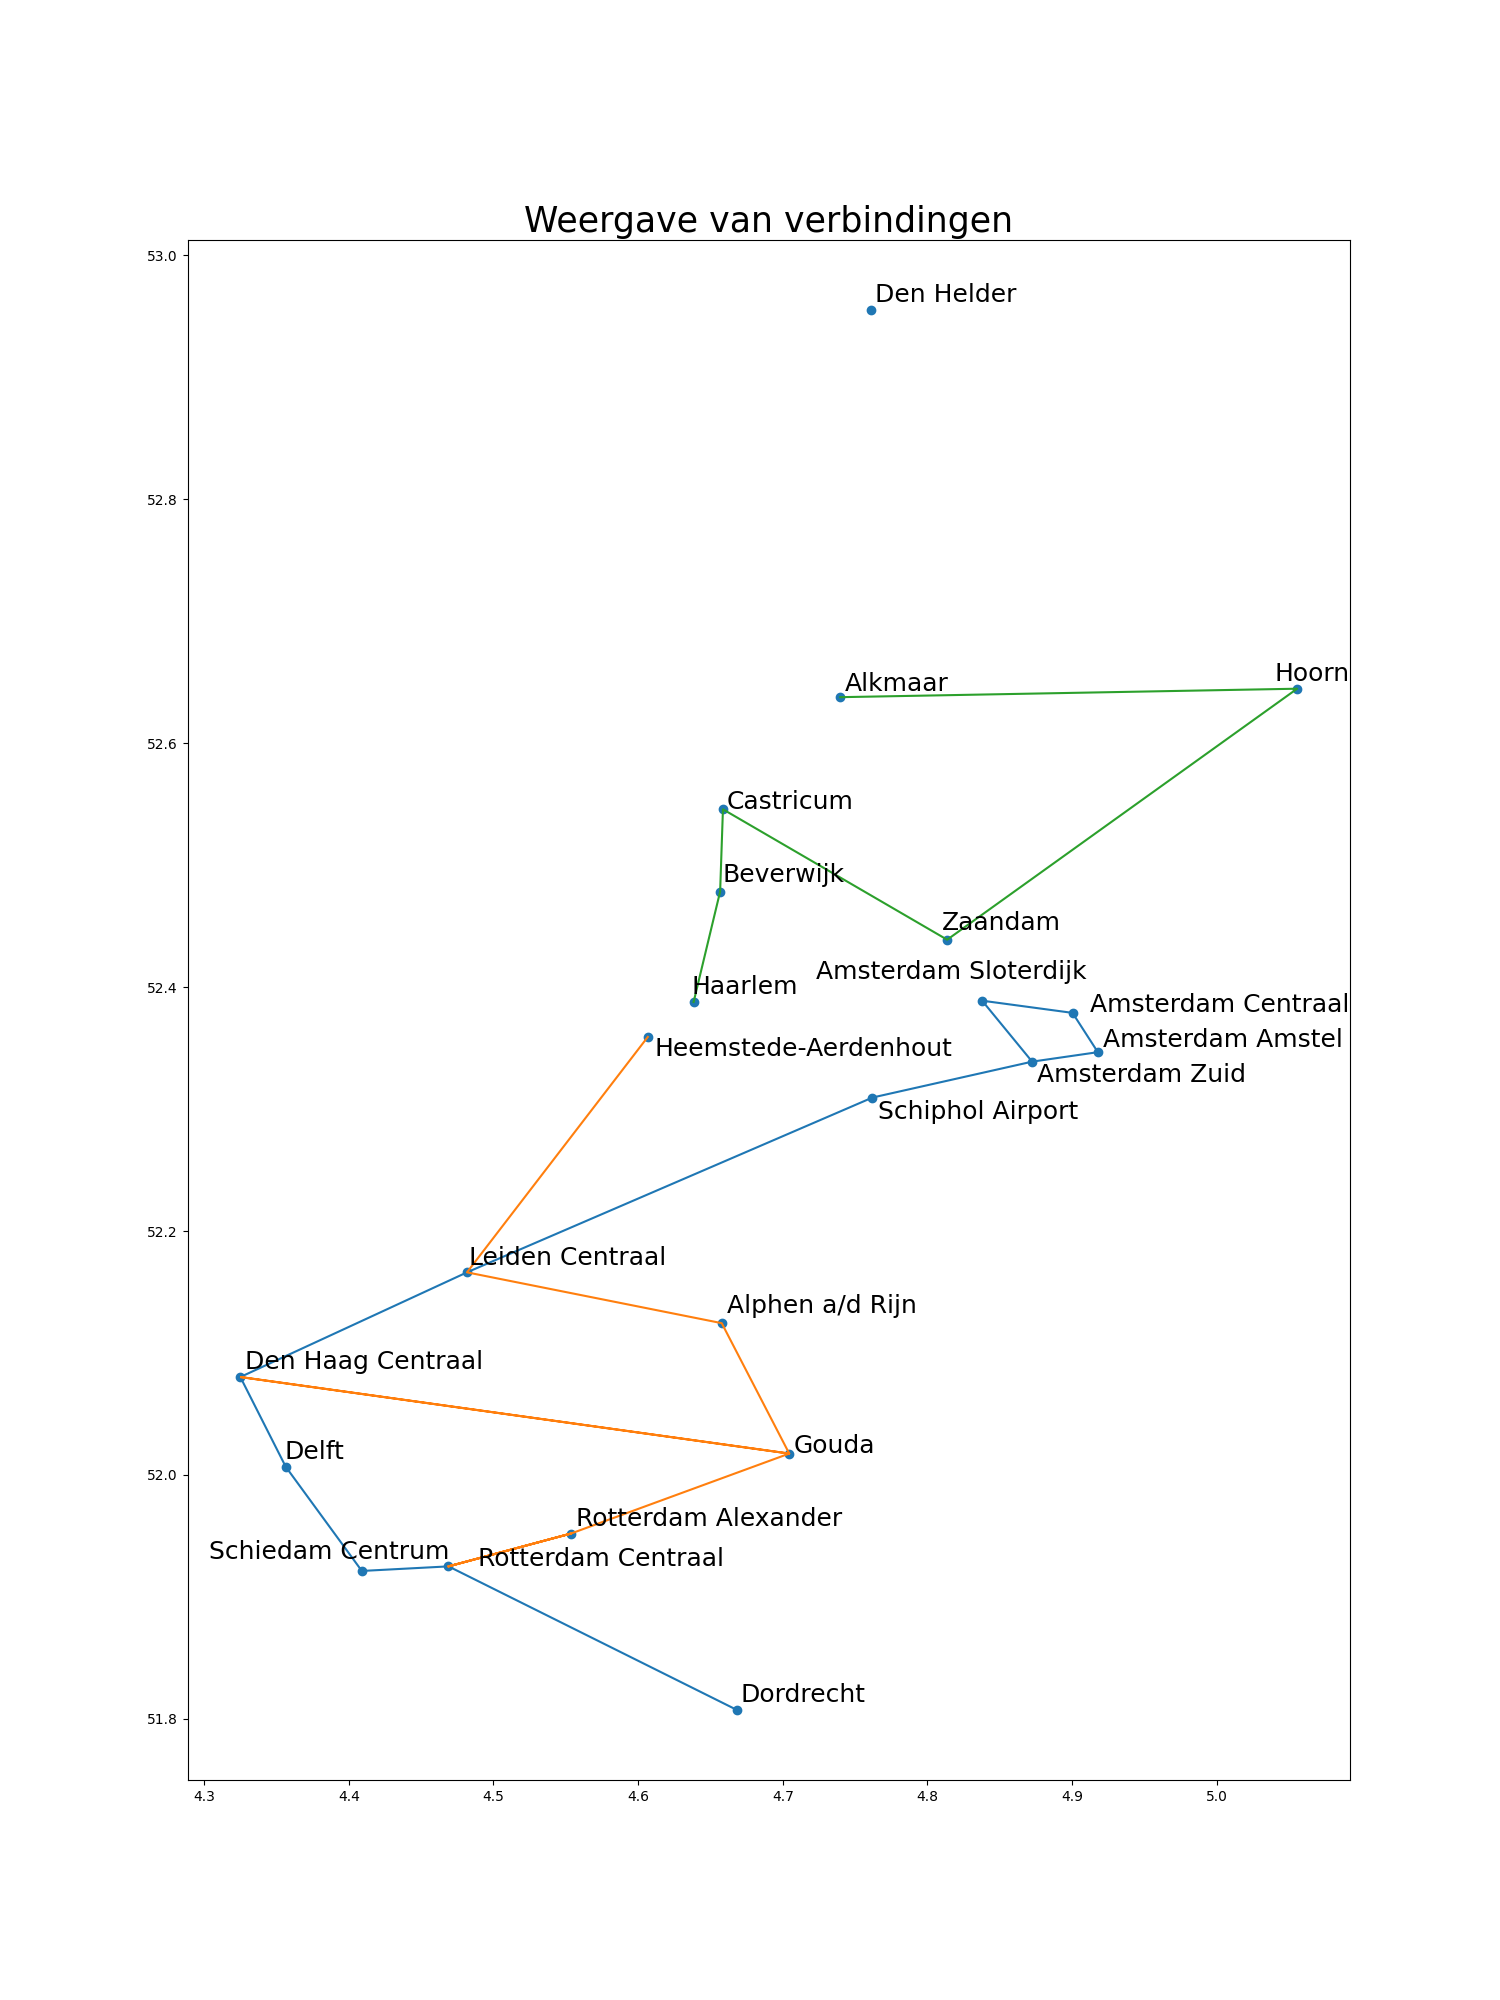 Weergave van verbindingen
53.0
Den Helder
52.8
Hoorn
Alkmaar
52.6
Castricum
Beverwijk
Zaandam
Amsterdam Sloterdijk
52.4
Haarlem
Amsterdam Centraal
Amsterdam Amstel
Heemstede-Aerdenhout
Amsterdam Zuid
Schiphol Airport
52.2
Leiden Centraal
Alphen a/d Rijn
Den Haag Centraal
Gouda
Delft
52.0
Rotterdam Alexander
Schiedam Centrum
Rotterdam Centraal
Dordrecht
51.8
4.3 4.4 4.5 4.6 4.7 4.8 4.9 5.0